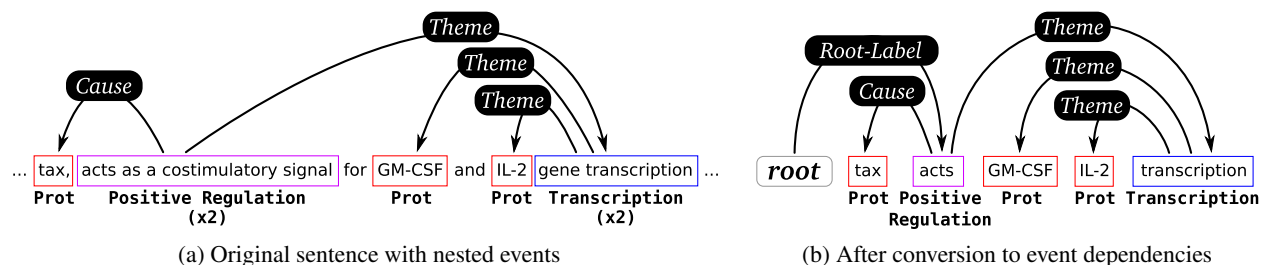 Theme
Theme
Theme
Cause
... tax, acts as a costimulatory signal for GM-CSF and IL-2 gene transcription ...
Prot Positive Regulation Prot Prot Transcription
(x2) (x2)
(a) Original sentence with nested events
Theme
Root-Label
Theme
Cause
Theme
root tax acts GM-CSF IL-2 transcription
Prot Positive Prot Prot Transcription
Regulation
(b) After conversion to event dependencies